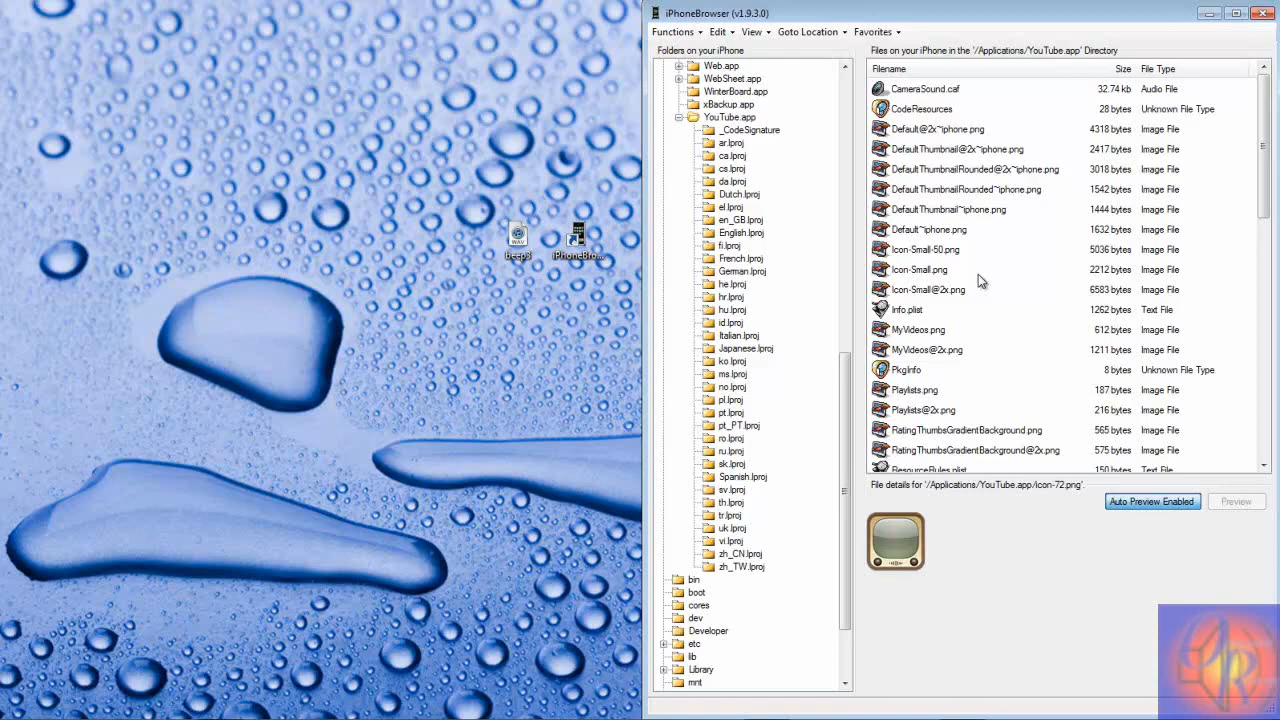 iPhoneBrowser (v1.9.3.0)
Functions Edit View Goto Location Favorites
Folders on your iPhone
Web.app
WebSheet.app
WinterBoard.app
xBackup.app
YouTube.app
_CodeSignature
ar.lproj
ca.lproj
cs.lproj
da.lproj
Dutch.lproj
el.lproj
en_GB.lproj
English.lproj
fi.lproj
French.lproj
German.lproj
he.lproj
hr.lproj
hu.lproj
id.lproj
Italian.lproj
Japanese.lproj
ko.lproj
ms.lproj
no.lproj
pl.lproj
pt.lproj
pt_PT.lproj
ro.lproj
ru.lproj
sk.lproj
Spanish.lproj
sv.lproj
th.lproj
tr.lproj
uk.lproj
vi.lproj
zh_CN.lproj
zh_TW.lproj
bin
boot
cores
dev
Developer
etc
lib
Library
mnt
Files on your iPhone in the '/Applications/YouTube.app' Directory
Filename Size File Type
CameraSound.caf 32.74 kb Audio File
CodeResources 28 bytes Unknown File Type
Default@2x~iphone.png 4318 bytes Image File
DefaultThumbnail@2x~iphone.png 2417 bytes Image File
DefaultThumbnailRounded@2x~iphone.png 3018 bytes Image File
DefaultThumbnailRounded~iphone.png 1542 bytes Image File
DefaultThumbnail~iphone.png 1444 bytes Image File
Default~iphone.png 1632 bytes Image File
Icon-Small-50.png 5036 bytes Image File
Icon-Small.png 2212 bytes Image File
Icon-Small@2x.png 6583 bytes Image File
Info.plist 1262 bytes Text File
MyVideos.png 612 bytes Image File
MyVideos@2x.png 1211 bytes Image File
PkgInfo 8 bytes Unknown File Type
Playlists.png 187 bytes Image File
Playlists@2x.png 216 bytes Image File
RatingThumbsGradientBackground.png 565 bytes Image File
RatingThumbsGradientBackground@2x.png 575 bytes Image File
ResourceRules.plist 150 bytes Text File
File details for '/Applications/YouTube.app/icon-72.png'.
Auto Preview Enabled Preview
WAV
beep3 iPhoneBro...